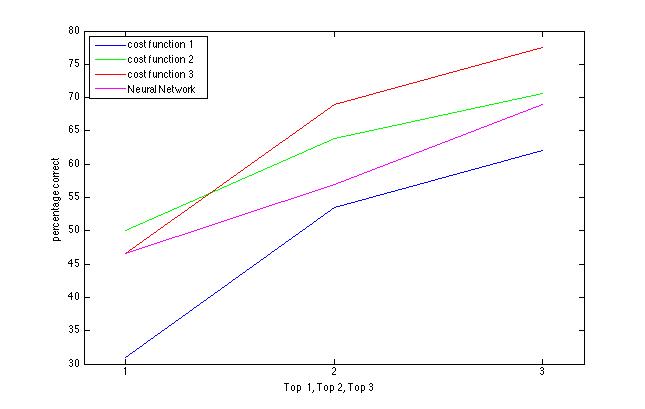 80
75
70
65
60
55
50
45
40
35
30
cost function 1
cost function 2
cost function 3
Neural Network
percentage correct
1 2 3
Top 1, Top 2, Top 3